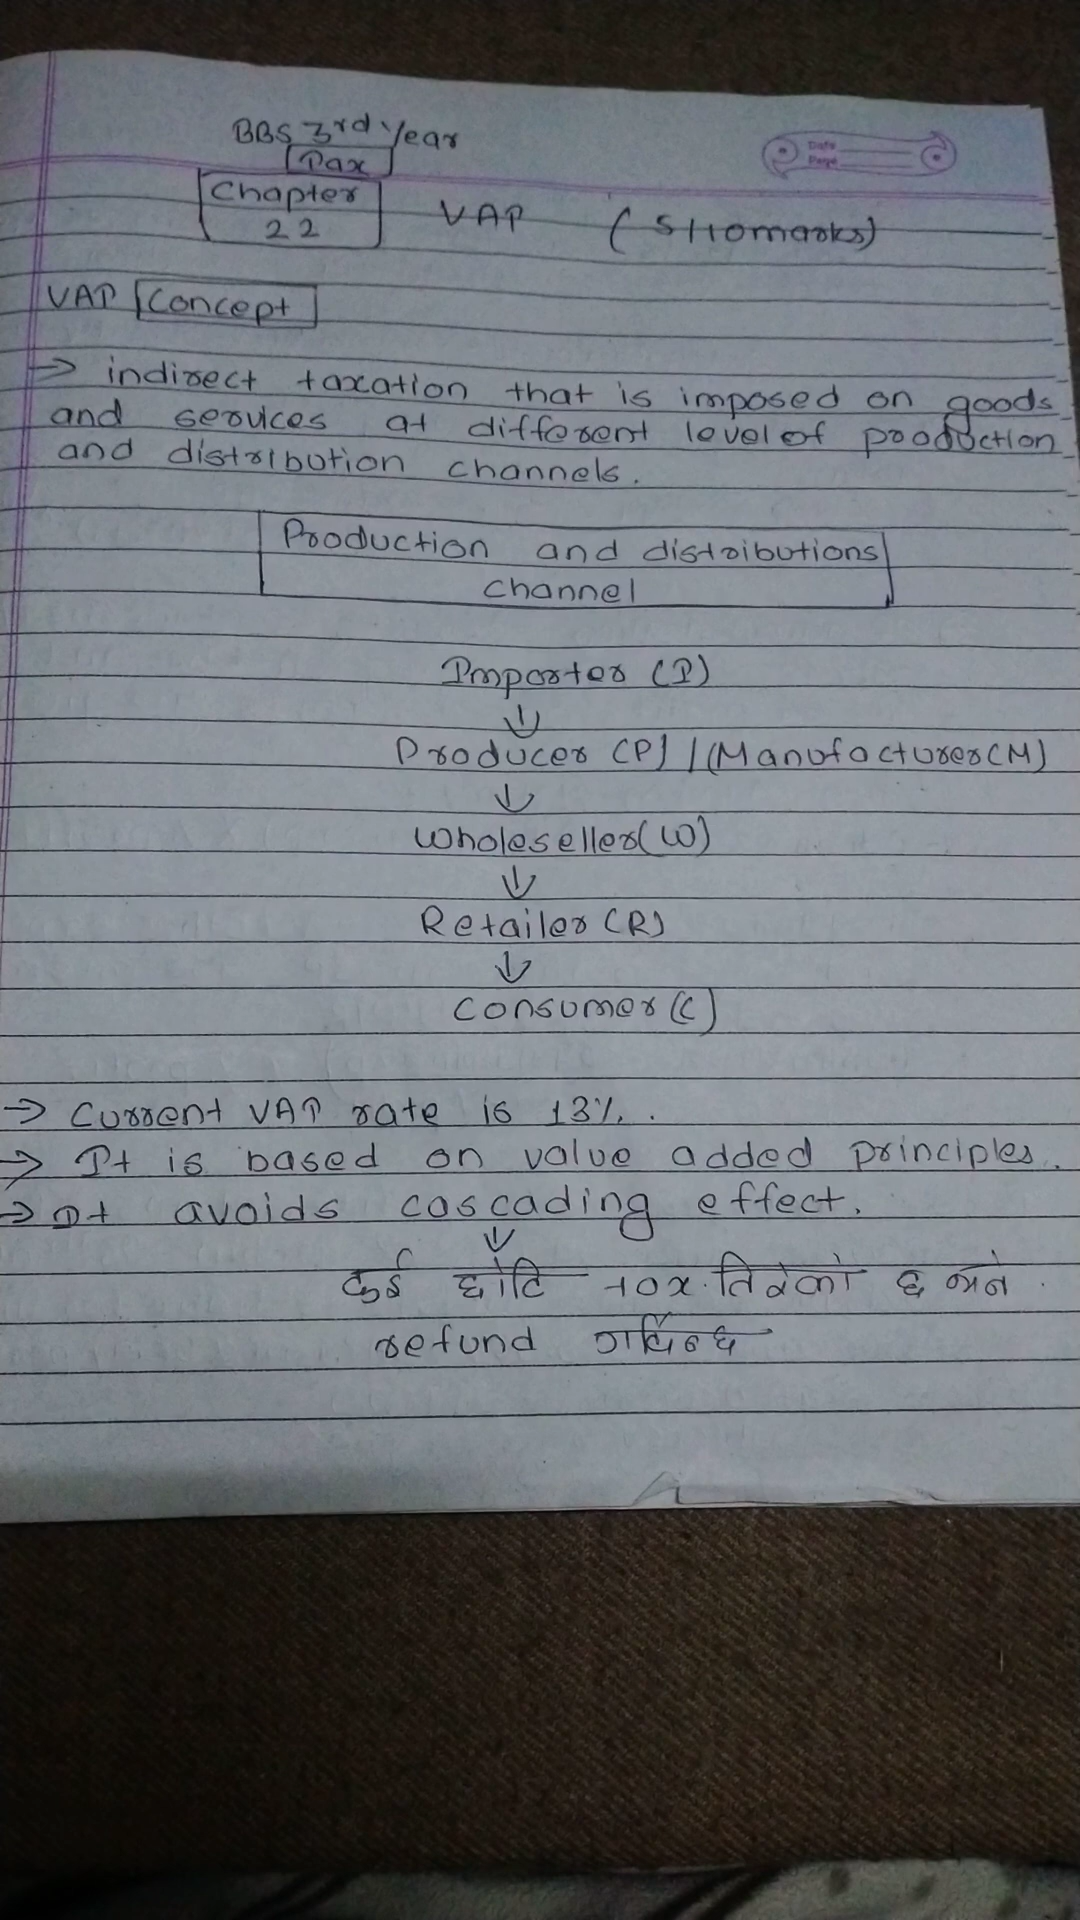 BBS 3rd Year
Tax
Date
Page
Chapter
22
VAT (5/10marks)
VAT Concept
→ indirect taxation that is imposed on goods
and services at different level of production
and distribution channels.
Production and distributions
channel
Importer (I)
↓
Producer (P) / (Manufacturer(M)
↓
Wholeseller(W)
↓
Retailer (R)
↓
Consumer (C)
→ Current VAT rate is 13%.
→ It is based on value added principles.
→ It avoids cascading effect.
↓
दुई चोटि tax तिरेको छ भने
refund गरिन्छ